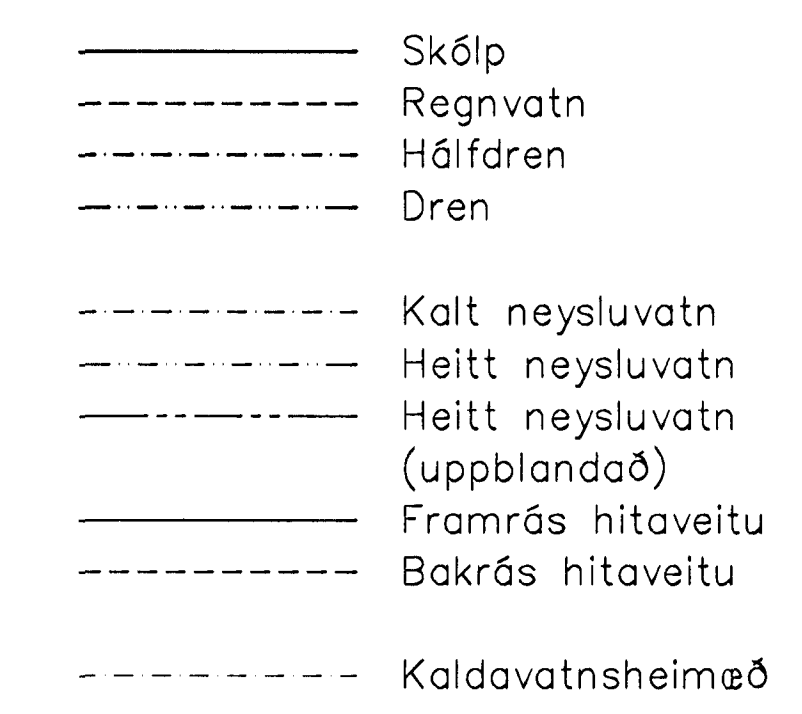 Skólp
Regnvatn
Hálfdren
Dren
Kalt neysluvatn
Heitt neysluvatn
Heitt neysluvatn
(uppblandað)
Framrás hitaveitu
Bakrás hitaveitu
Kaldavatnsheimæð